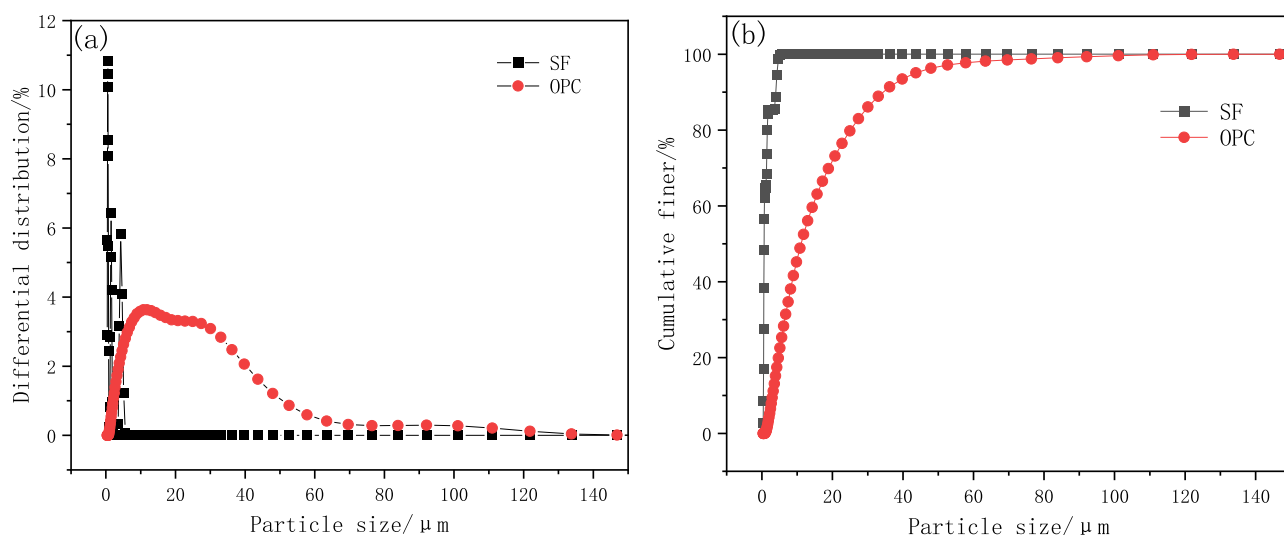 (a)
SF
OPC
12
10
8
6
4
2
0
Differential distribution/%
0 20 40 60 80 100 120 140
Particle size/μm
(b)
SF
OPC
100
80
60
40
20
0
Cumulative finer/%
0 20 40 60 80 100 120 140
Particle size/μm